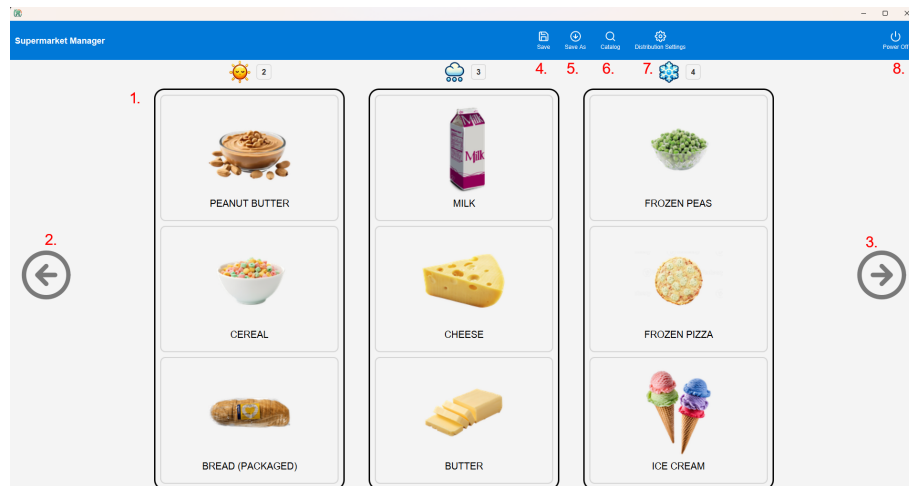 Supermarket Manager
Save
Save As
Catalog
Distribution Settings
Power Off
4.
5.
6.
7.
8.
2
3
4
1.
Milk
PEANUT BUTTER
MILK
FROZEN PEAS
2.
3.
CEREAL
CHEESE
FROZEN PIZZA
BREAD (PACKAGED)
BUTTER
ICE CREAM